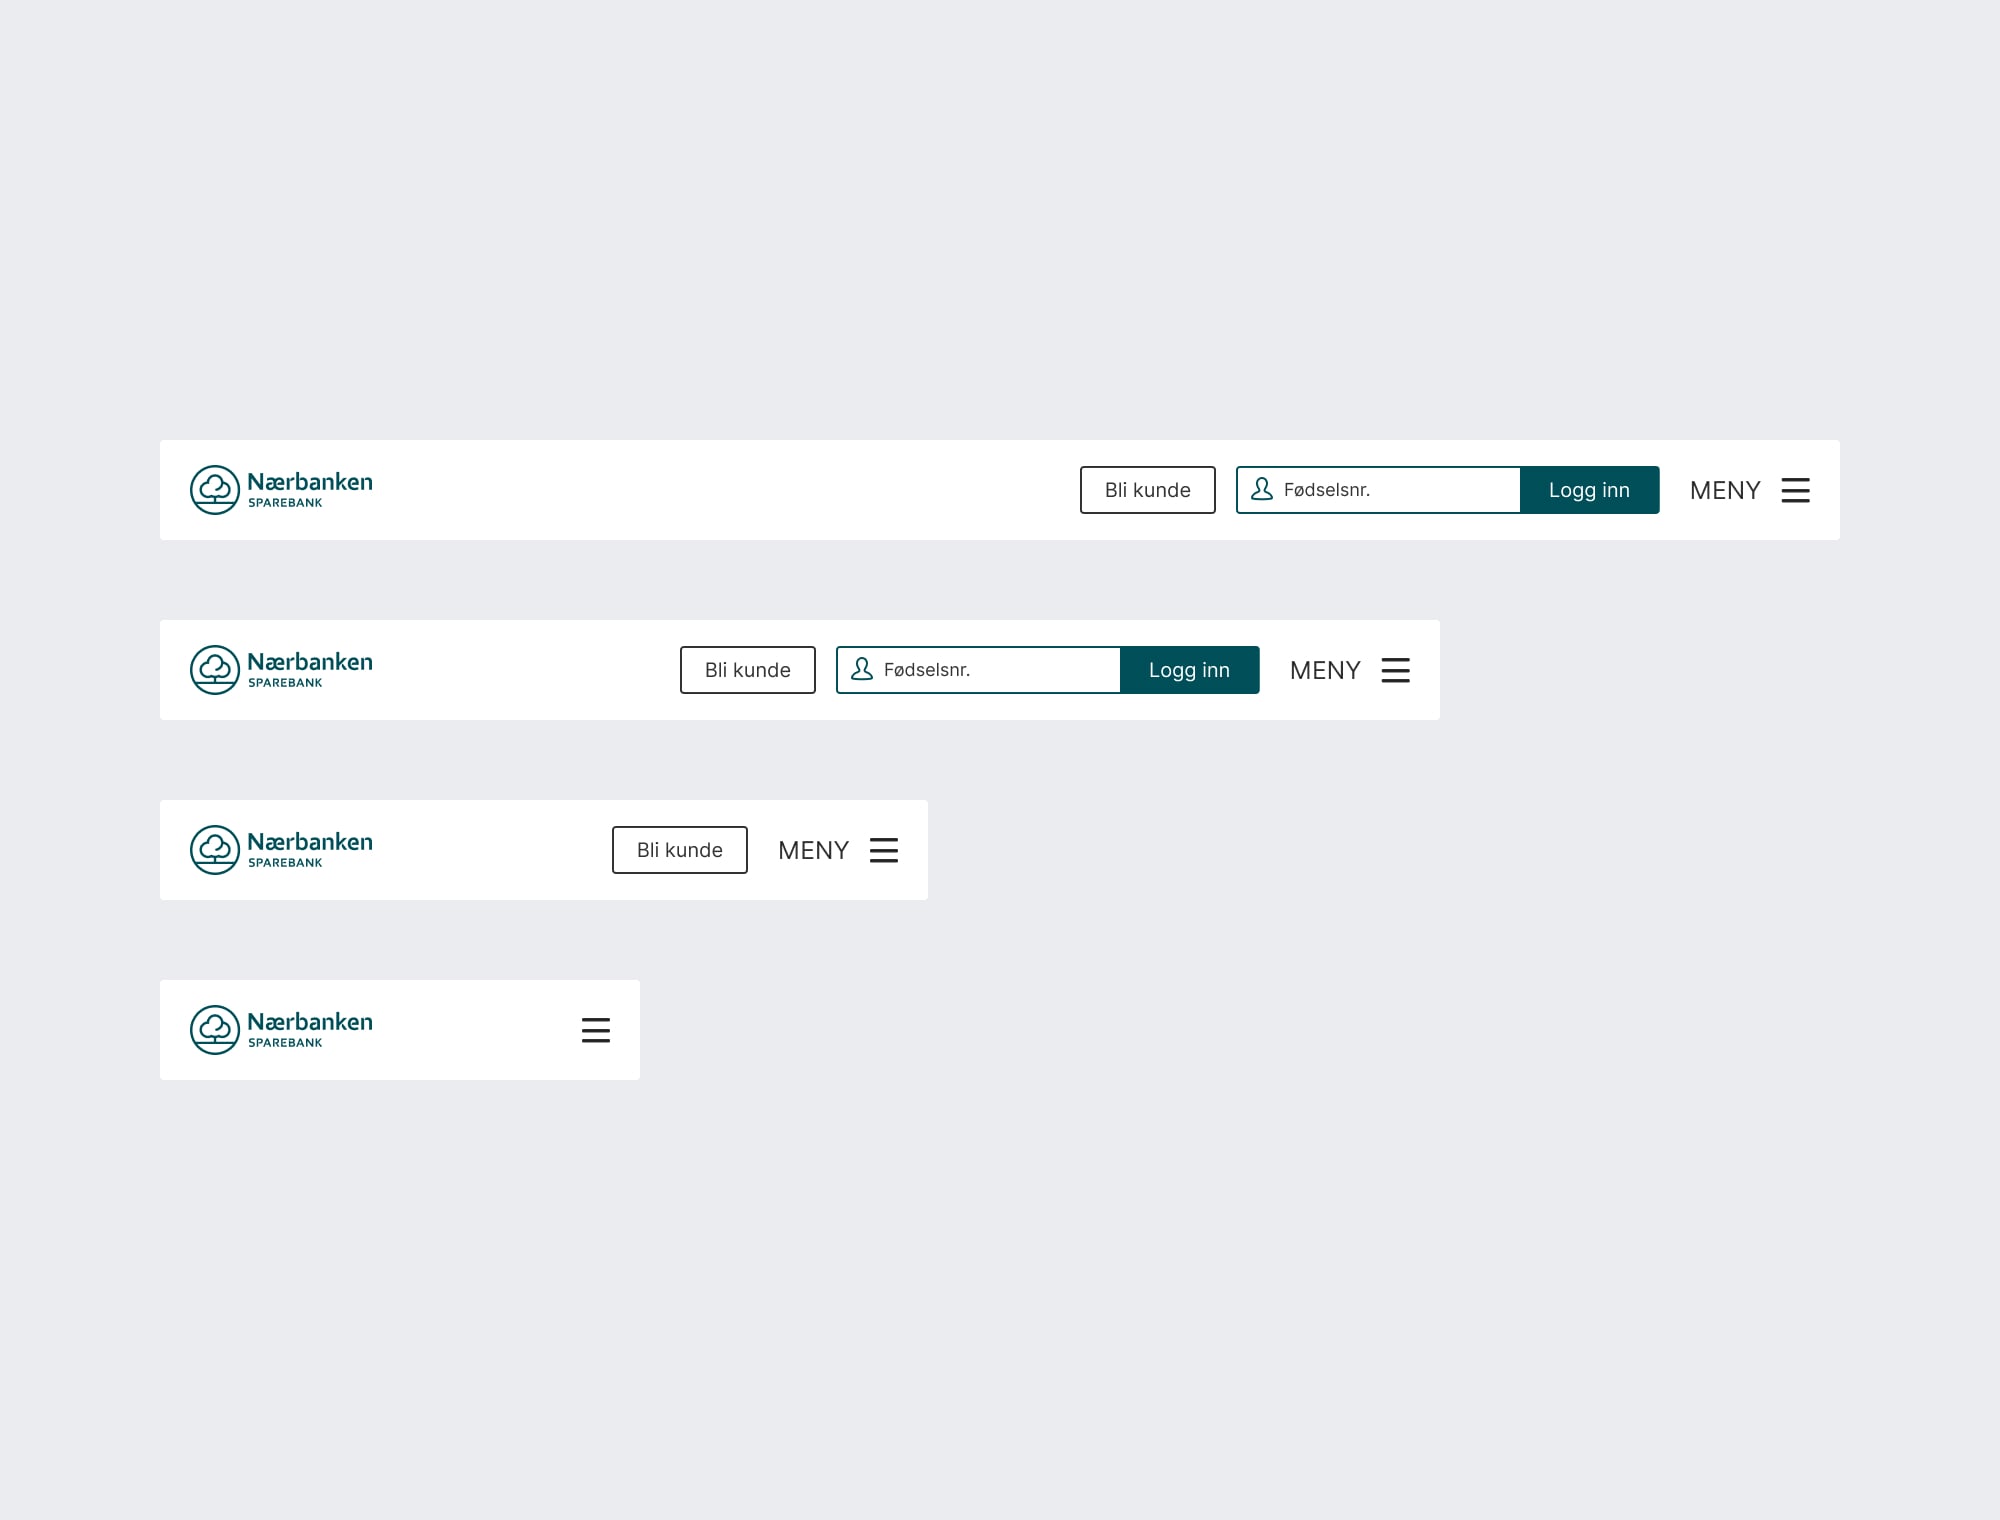 Nærbanken
SPAREBANK
Bli kunde
Fødselsnr.
Logg inn
MENY
Nærbanken
SPAREBANK
Bli kunde
Fødselsnr.
Logg inn
MENY
Nærbanken
SPAREBANK
Bli kunde
MENY
Nærbanken
SPAREBANK